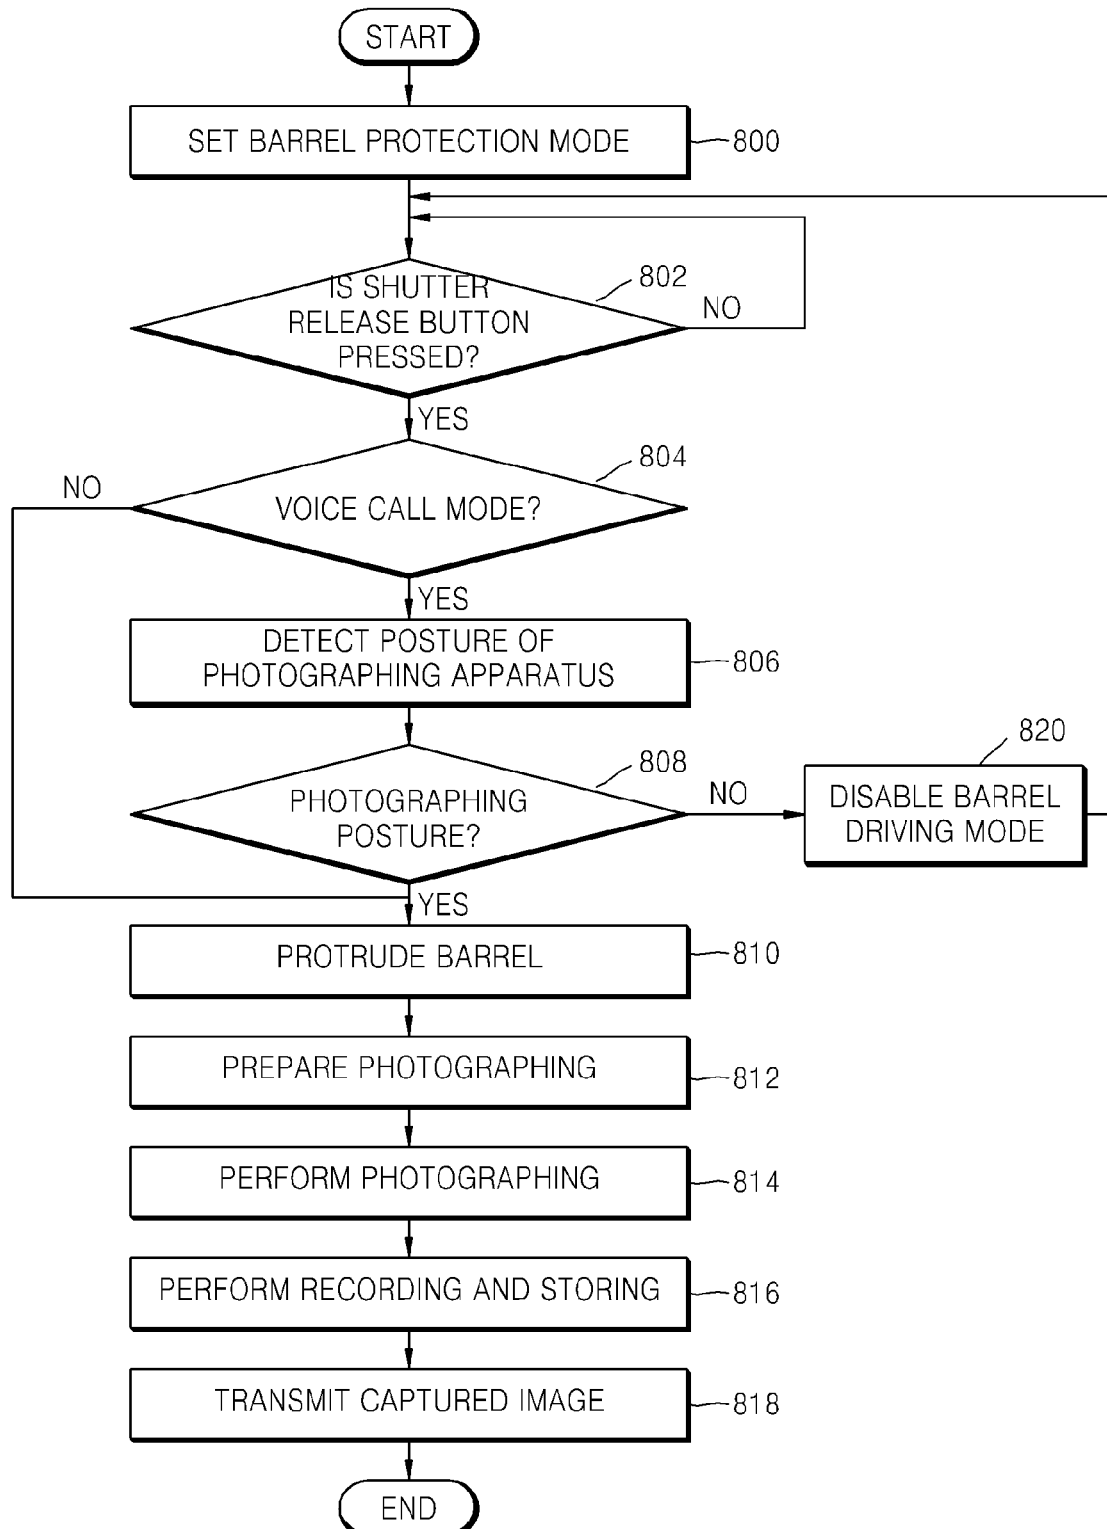 START
SET BARREL PROTECTION MODE
800
IS SHUTTER
RELEASE BUTTON
PRESSED?
802
NO
YES
VOICE CALL MODE?
804
NO
YES
DETECT POSTURE OF
PHOTOGRAPHING APPARATUS
806
PHOTOGRAPHING
POSTURE?
808
NO
820
DISABLE BARREL
DRIVING MODE
YES
PROTRUDE BARREL
810
PREPARE PHOTOGRAPHING
812
PERFORM PHOTOGRAPHING
814
PERFORM RECORDING AND STORING
816
TRANSMIT CAPTURED IMAGE
818
END